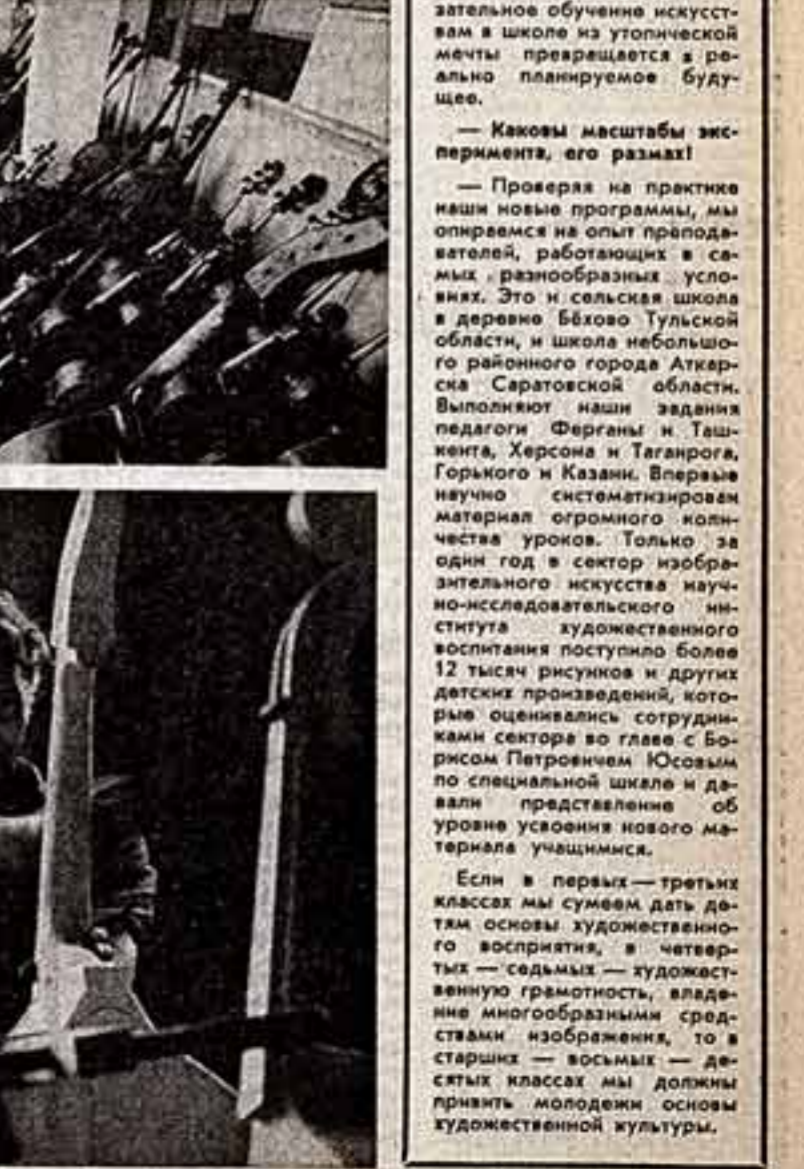 зательное обучение искусст-
вам в школе из утопической
мечты превращается в ре-
ально планируемое буду-
щее.
— Каковы масштабы экс-
перимента, его размах?
— Проверяя на практике
наши новые программы, мы
опираемся на опыт препода-
вателей, работающих в са-
мых разнообразных усло-
виях. Это и сельская школа
в деревне Бёхово Тульской
области, и школа небольшо-
го районного города Аткар-
ска Саратовской области.
Выполняют наши задания
педагоги Ферганы и Таш-
кента, Херсона и Таганрога,
Горького и Казани. Впервые
научно систематизирован
материал огромного коли-
чества уроков. Только за
один год в сектор изобра-
зительного искусства науч-
но-исследовательского ин-
ститута художественного
воспитания поступило более
12 тысяч рисунков и других
детских произведений, кото-
рые оценивались сотрудни-
ками сектора во главе с Бо-
рисом Петровичем Юсовым
по специальной шкале и да-
вали представление об
уровне усвоения нового ма-
териала учащимися.
Если в первых — третьих
классах мы сумеем дать де-
тям основы художественно-
го восприятия, в четвер-
тых — седьмых — художест-
венную грамотность, владе-
ние многообразными сред-
ствами изображения, то в
старших — восьмых — де-
сятых классах мы должны
привить молодежи основы
художественной культуры.